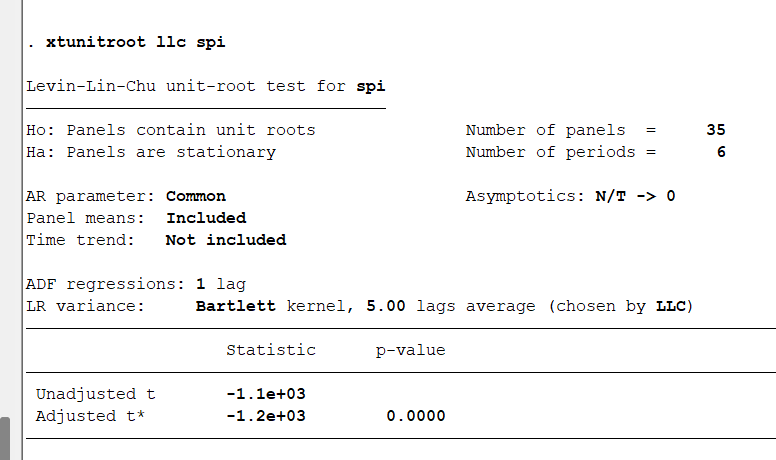 . xtunitroot llc spi
Levin-Lin-Chu unit-root test for spi
Ho: Panels contain unit roots Number of panels = 35
Ha: Panels are stationary Number of periods = 6
AR parameter: Common Asymptotics: N/T -> 0
Panel means: Included
Time trend: Not included
ADF regressions: 1 lag
LR variance: Bartlett kernel, 5.00 lags average (chosen by LLC)
Statistic p-value
Unadjusted t -1.1e+03
Adjusted t* -1.2e+03 0.0000